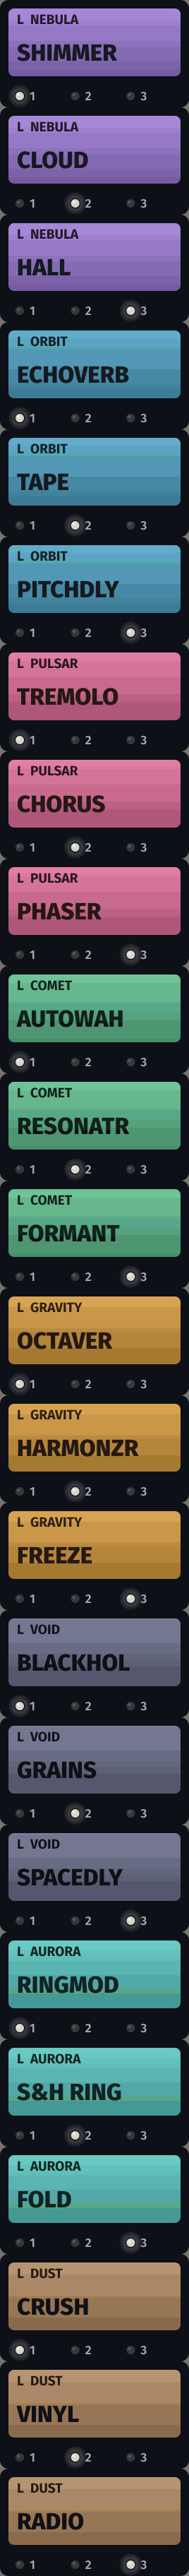 L NEBULA
SHIMMER
1 2 3
L NEBULA
CLOUD
1 2 3
L NEBULA
HALL
1 2 3
L ORBIT
ECHOVERB
1 2 3
L ORBIT
TAPE
1 2 3
L ORBIT
PITCHDLY
1 2 3
L PULSAR
TREMOLO
1 2 3
L PULSAR
CHORUS
1 2 3
L PULSAR
PHASER
1 2 3
L COMET
AUTOWAH
1 2 3
L COMET
RESONATR
1 2 3
L COMET
FORMANT
1 2 3
L GRAVITY
OCTAVER
1 2 3
L GRAVITY
HARMONZR
1 2 3
L GRAVITY
FREEZE
1 2 3
L VOID
BLACKHOL
1 2 3
L VOID
GRAINS
1 2 3
L VOID
SPACEDLY
1 2 3
L AURORA
RINGMOD
1 2 3
L AURORA
S&H RING
1 2 3
L AURORA
FOLD
1 2 3
L DUST
CRUSH
1 2 3
L DUST
VINYL
1 2 3
L DUST
RADIO
1 2 3